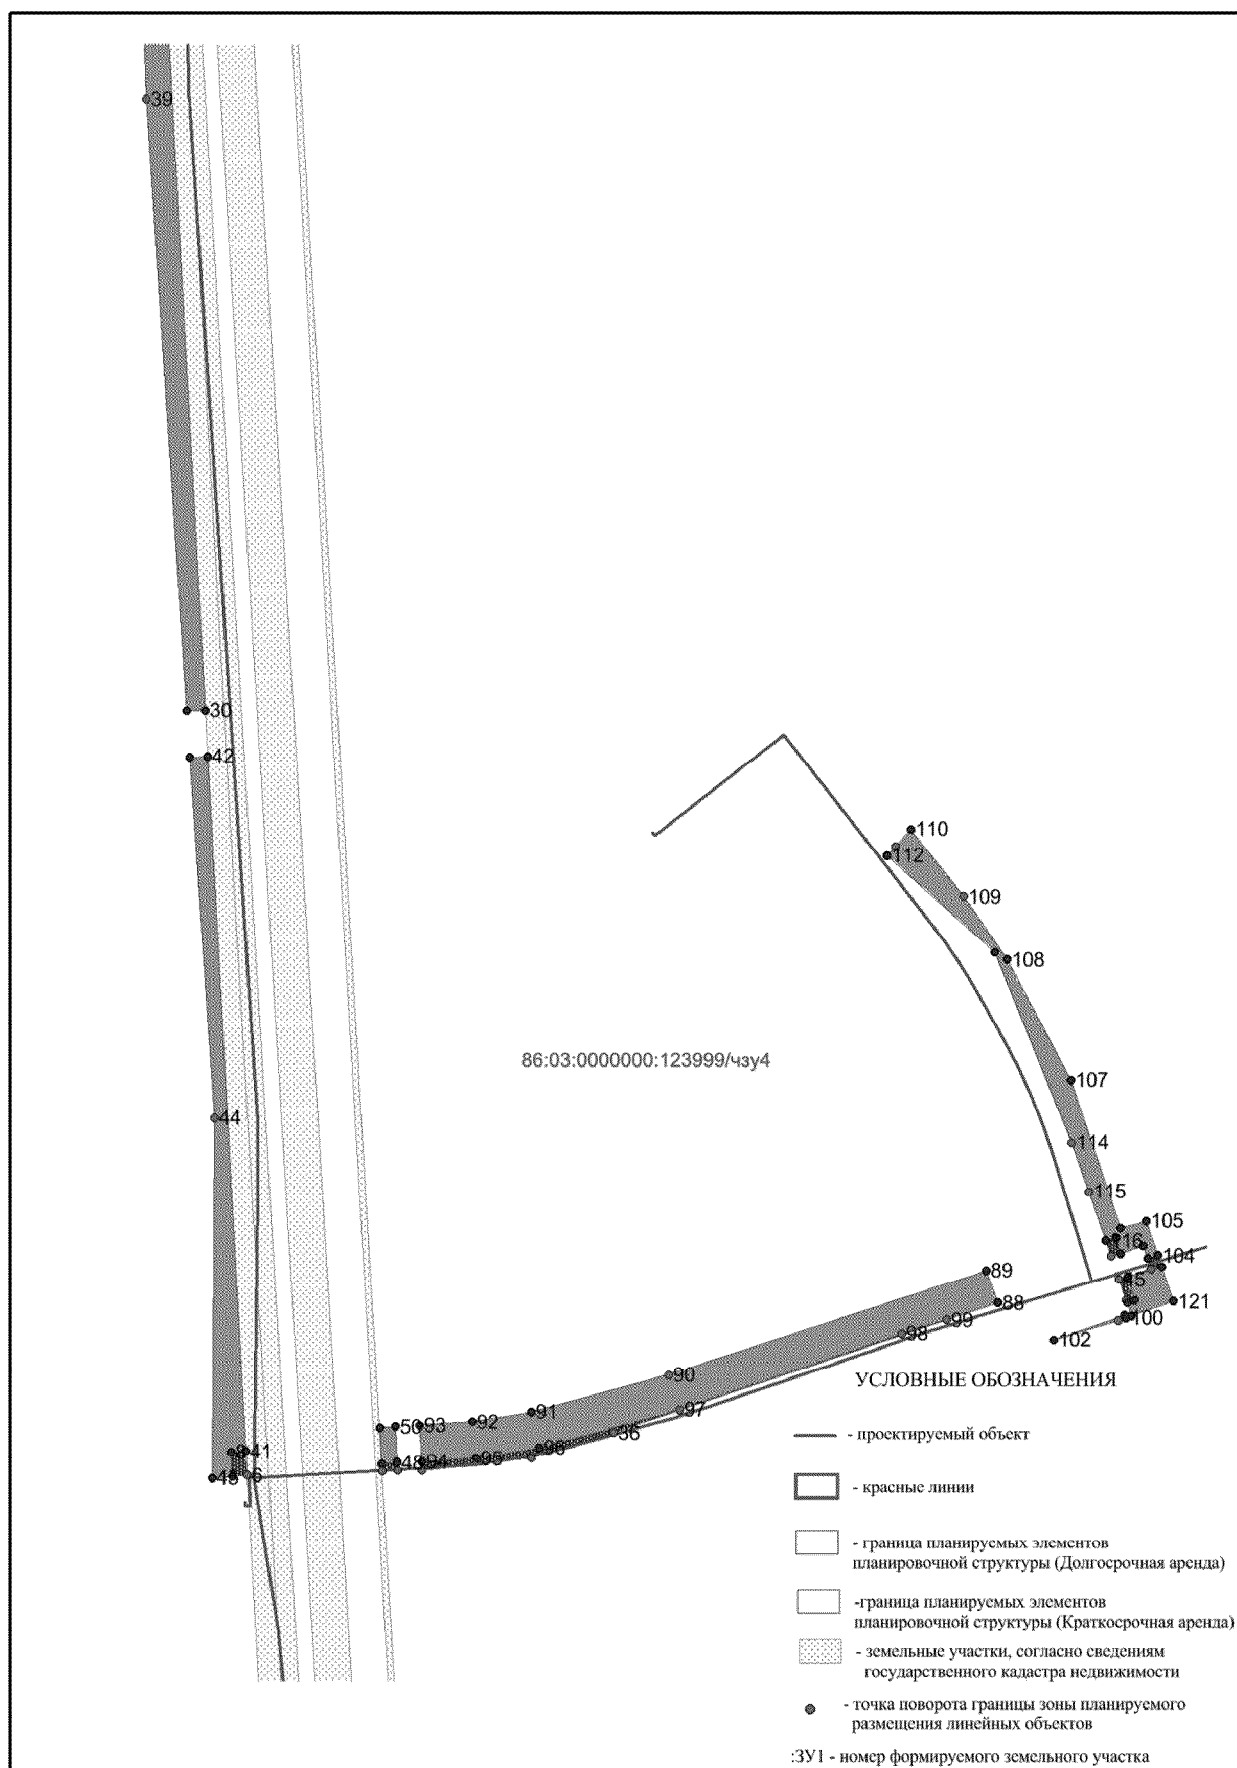 39
30
42
110
112
109
108
86:03:0000000:123999/чзу4
107
44
114
115
105
116
104
45
89
88
121
99
100
98
102
90
97
91
92
50
93
96
95
94
48
41
6
УСЛОВНЫЕ ОБОЗНАЧЕНИЯ
- проектируемый объект
- красные линии
- граница планируемых элементов
планировочной структуры (Долгосрочная аренда)
-граница планируемых элементов
планировочной структуры (Краткосрочная аренда)
- земельные участки, согласно сведениям
государственного кадастра недвижимости
- точка поворота границы зоны планируемого
размещения линейных объектов
:ЗУ1 - номер формируемого земельного участка